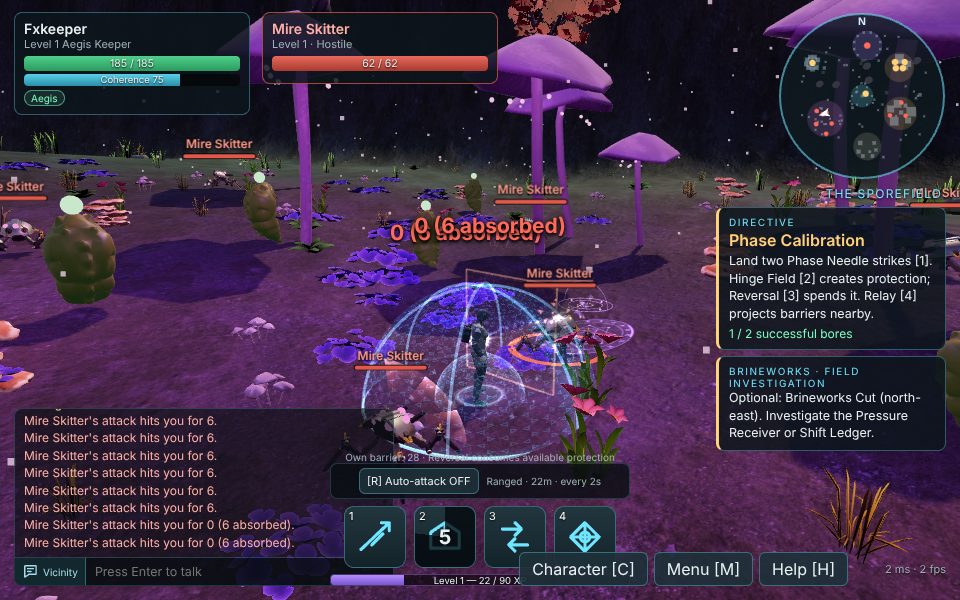 Fxkeeper
Level 1 Aegis Keeper
185 / 185
Coherence 75
Aegis
Mire Skitter
Level 1 · Hostile
62 / 62
N
THE SPOREFIELD
Mire Skitter
Skitter
Mire Skitter
0 (6 absorbed)
0 (6 absorbed)
Mire Skitter
Mire Skitter
DIRECTIVE
Phase Calibration
Land two Phase Needle strikes [1].
Hinge Field [2] creates protection;
Reversal [3] spends it. Relay [4]
projects barriers nearby.
1 / 2 successful bores
BRINEWORKS · FIELD
INVESTIGATION
Optional: Brineworks Cut (north-
east). Investigate the Pressure
Receiver or Shift Ledger.
Mire Skitter's attack hits you for 6.
Mire Skitter's attack hits you for 6.
Mire Skitter's attack hits you for 6.
Mire Skitter's attack hits you for 6.
Mire Skitter's attack hits you for 6.
Mire Skitter's attack hits you for 6.
Mire Skitter's attack hits you for 0 (6 absorbed).
Mire Skitter's attack hits you for 0 (6 absorbed).
Vicinity
Press Enter to talk
Own barrier 28 · Reversal consumes available protection
[R] Auto-attack OFF
Ranged · 22m · every 2s
1
2
5
3
4
Level 1 — 22 / 90 X
Character [C]
Menu [M]
Help [H]
2 ms · 2 fps